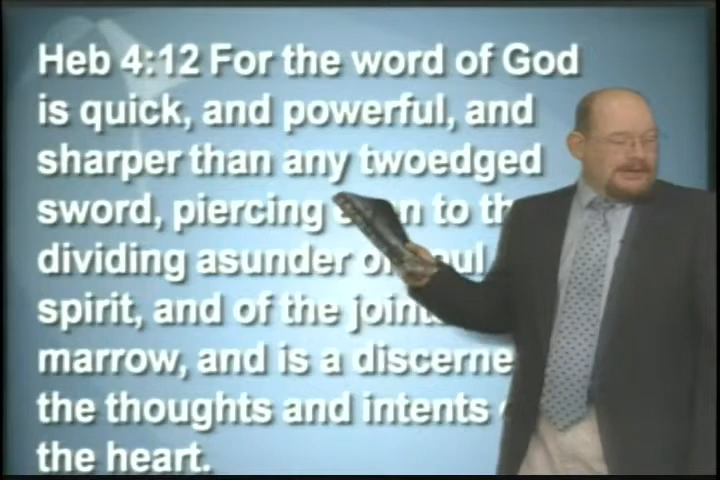 Heb 4:12 For the word of God
is quick, and powerful, and
sharper than any twoedged
sword, piercing to
dividing asunder
spirit, and of the
marrow, and is a
the thoughts and intents
the heart.